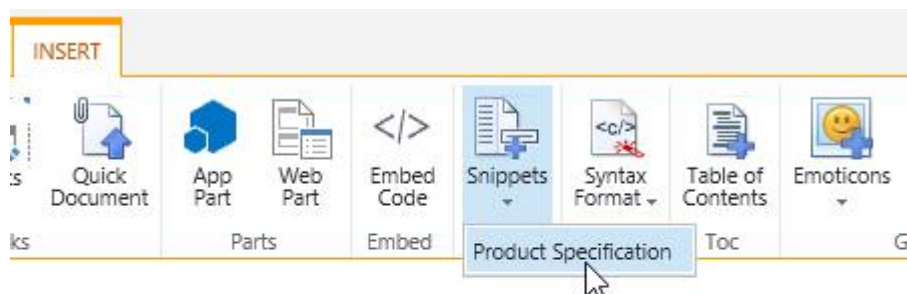 INSERT
Quick
Document
App
Part
Web
Part
Embed
Code
Snippets
<c/>
Syntax
Format
Table of
Contents
Emoticons
Parts
Embed
Product Specification
Toc